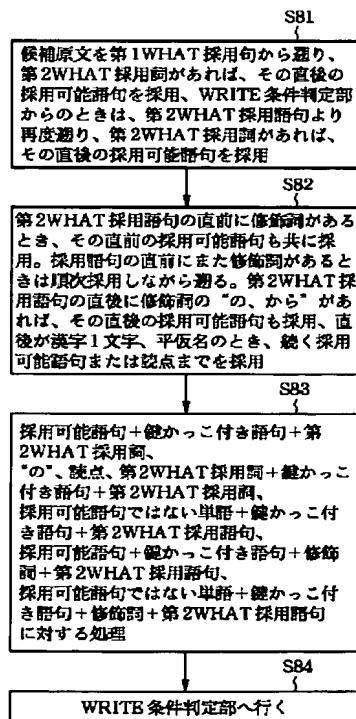 S81
候補原文を第1WHAT採用句から遡り、
第2WHAT採用詞があれば、その直後の
採用可能語句を採用、WRITE条件判定部
からのときは、第2WHAT採用語句より
再度遡り、第2WHAT採用詞があれば、
その直後の採用可能語句を採用
S82
第2WHAT採用語句の直前に修飾詞がある
とき、その直前の採用可能語句も共に採
用。採用語句の直前にまた修飾詞があると
きは順次採用しながら遡る。第2WHAT採
用語句の直後に修飾詞の“の、から”が
あれば、その直後の採用可能語句も採用、直
後が漢字1文字、平仮名のとき、続く採用
可能語句または読点までを採用
S83
採用可能語句+鍵かっこ付き語句+第
2WHAT採用詞、
“の”、読点、第2WHAT採用詞+鍵かっこ
付き語句+第2WHAT採用詞、
採用可能語句ではない単語+鍵かっこ付
き語句+第2WHAT採用語句、
採用可能語句+鍵かっこ付き語句+修飾
詞+第2WHAT採用語句、
採用可能語句ではない単語+鍵かっこ付
き語句+修飾詞+第2WHAT採用語句
に対する処理
S84
WRITE条件判定部へ行く